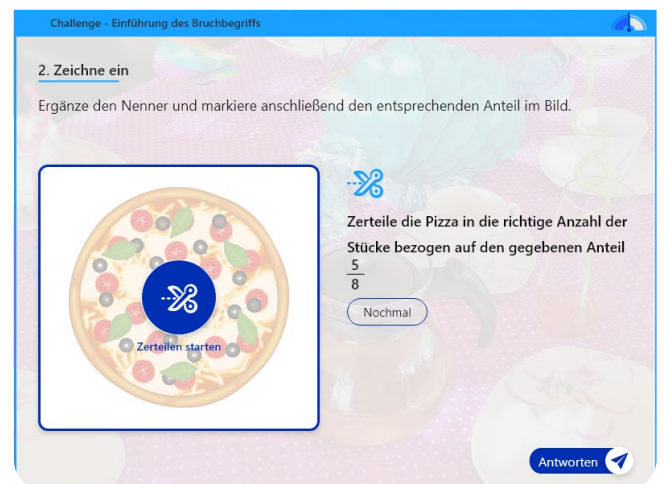 Challenge - Einführung des Bruchbegriffs
2. Zeichne ein
Ergänze den Nenner und markiere anschließend den entsprechenden Anteil im Bild.
Zerteile die Pizza in die richtige Anzahl der
Stücke bezogen auf den gegebenen Anteil
5
8
Nochmal
Zerteilen starten
Antworten